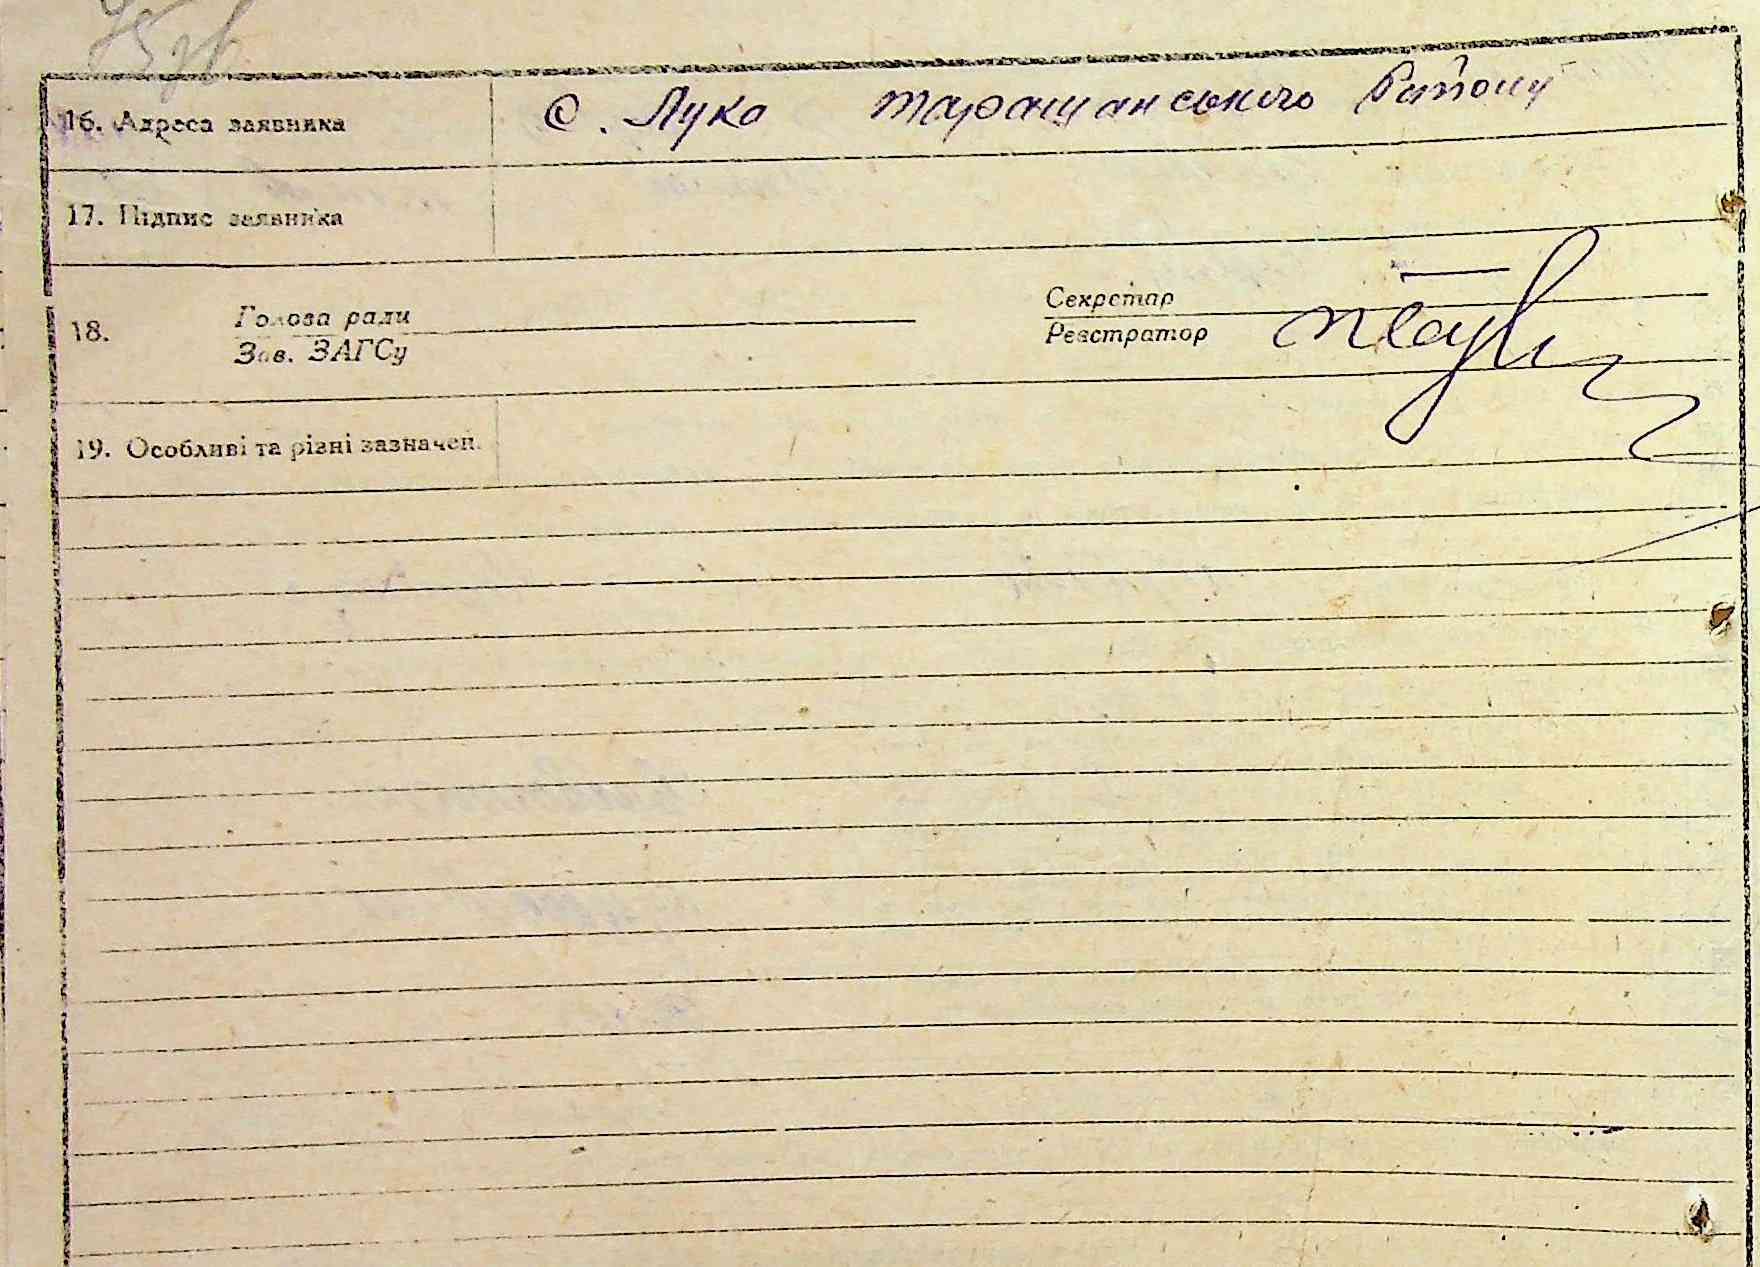 16. Адреса заявника с. Лука Таращанського Району
17. Підпис заявника
18. Голова ради Секретар
Зав. ЗАГСу Реєстратор
19. Особливі та різні зазначен.